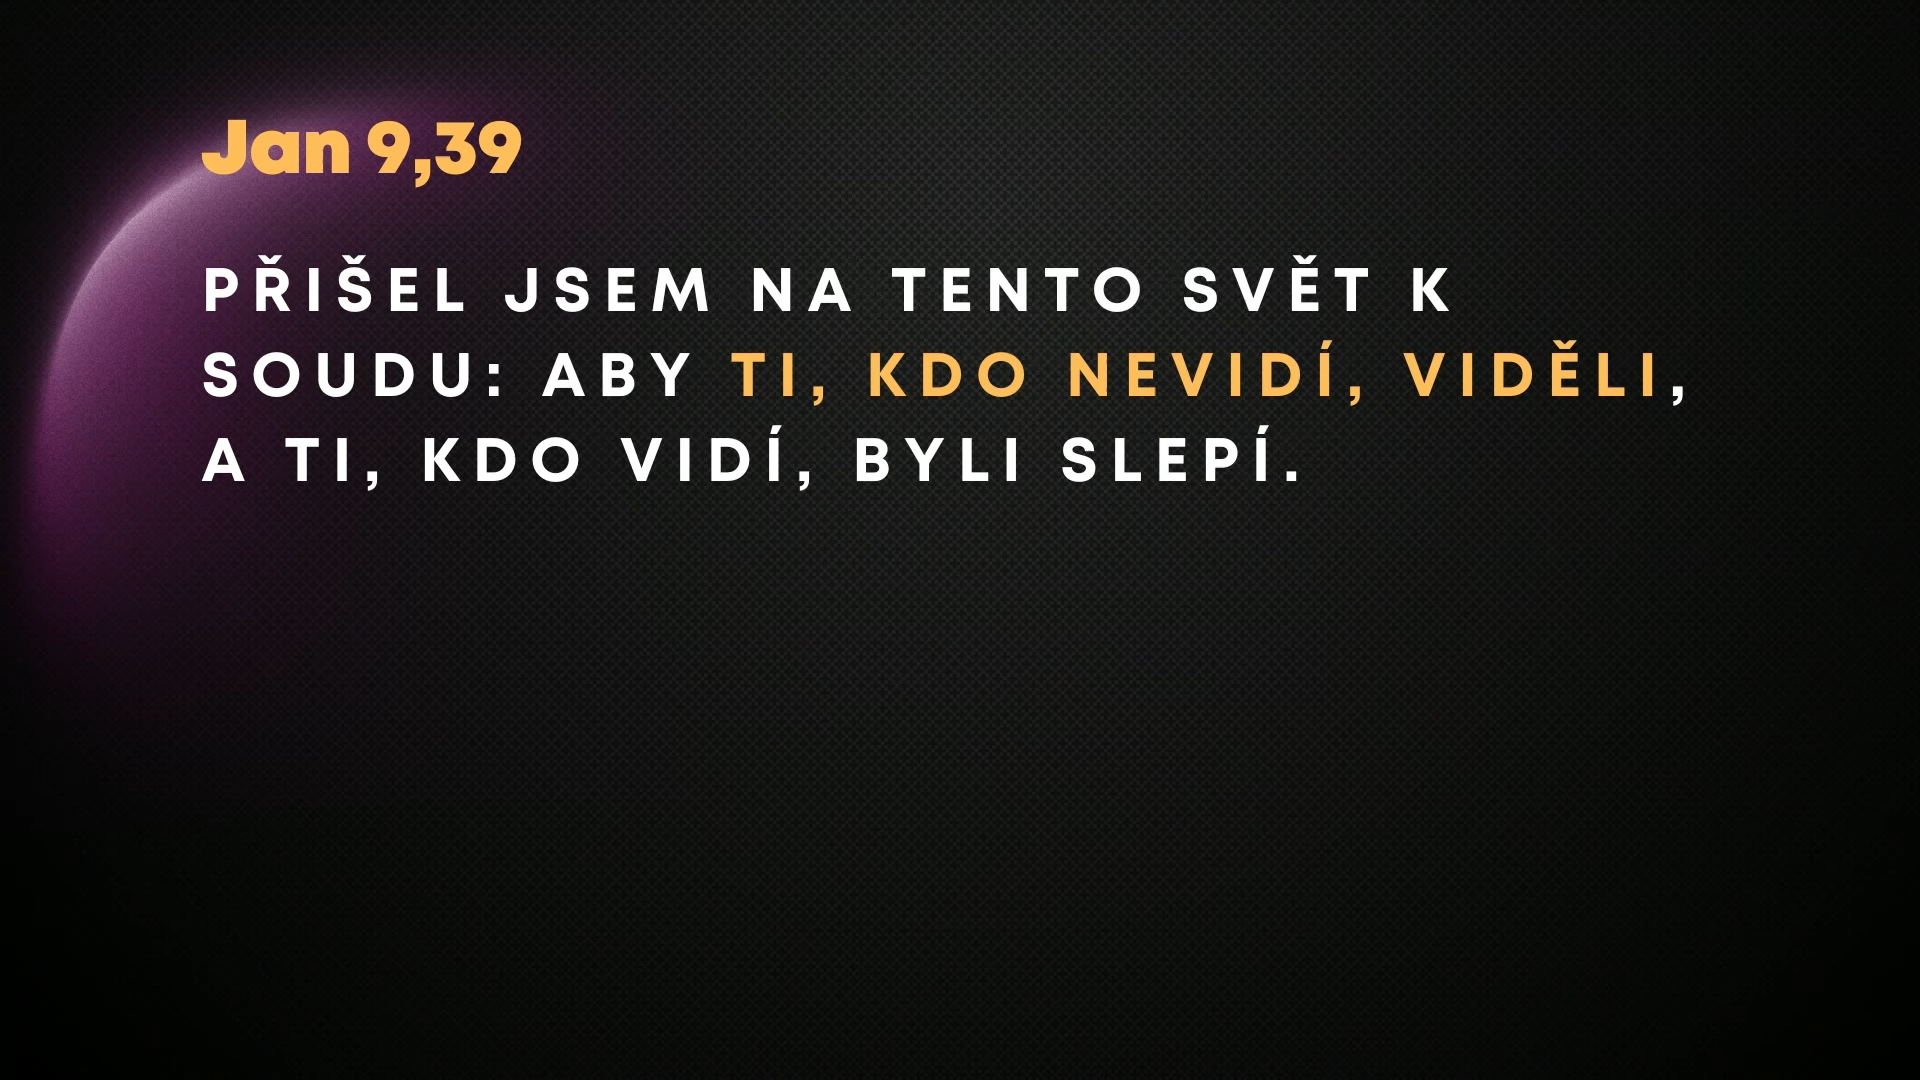 Jan 9,39
PŘIŠEL JSEM NA TENTO SVĚT K
SOUDU: ABY TI, KDO NEVIDÍ, VIDĚLI,
A TI, KDO VIDÍ, BYLI SLEPÍ.